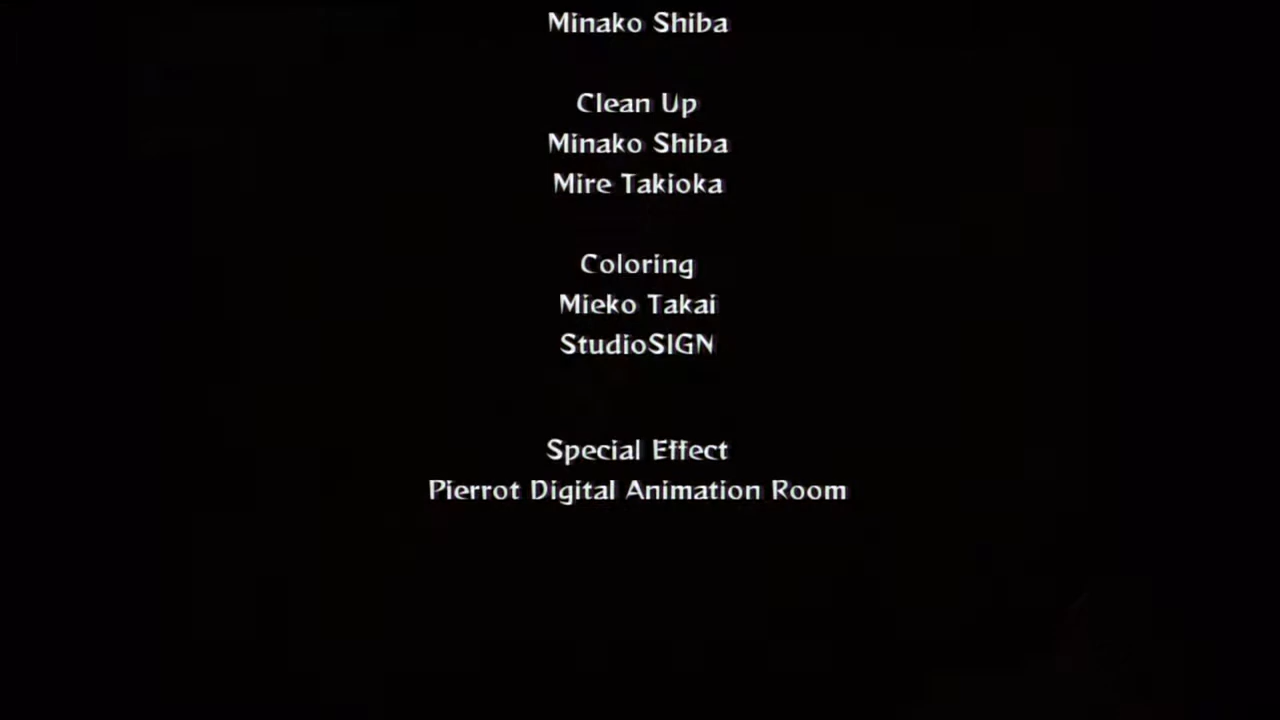 Minako Shiba
Clean Up
Minako Shiba
Mire Takioka
Coloring
Mieko Takai
StudioSIGN
Special Effect
Pierrot Digital Animation Room